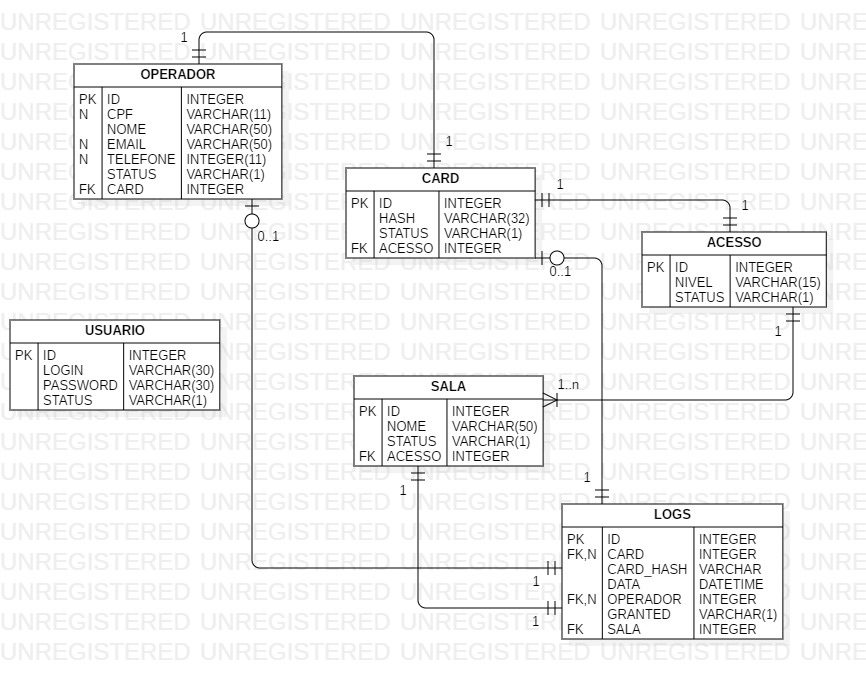 UNREGISTERED UNREGISTERED UNREGISTERED UNREGISTERED UNRE
1
OPERADOR
PK ID INTEGER
N CPF VARCHAR(11)
NOME VARCHAR(50)
N EMAIL VARCHAR(50)
N TELEFONE INTEGER(11)
STATUS VARCHAR(1)
FK CARD INTEGER
0..1
1
CARD
PK ID INTEGER
HASH VARCHAR(32)
STATUS VARCHAR(1)
FK ACESSO INTEGER
1
0..1
1
ACESSO
PK ID INTEGER
NIVEL VARCHAR(15)
STATUS VARCHAR(1)
1
USUARIO
PK ID INTEGER
LOGIN VARCHAR(30)
PASSWORD VARCHAR(30)
STATUS VARCHAR(1)
SALA
PK ID INTEGER
NOME VARCHAR(50)
STATUS VARCHAR(1)
FK ACESSO INTEGER
1..n
1
1
LOGS
PK ID INTEGER
FK,N CARD INTEGER
CARD_HASH VARCHAR
DATA DATETIME
FK,N OPERADOR INTEGER
GRANTED VARCHAR(1)
FK SALA INTEGER
1
1